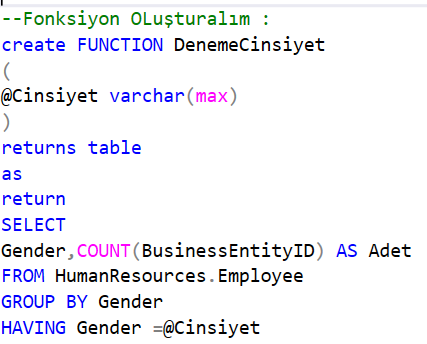 --Fonksiyon OLuşturalım :
create FUNCTION DenemeCinsiyet
(
@Cinsiyet varchar(max)
)
returns table
as
return
SELECT
Gender,COUNT(BusinessEntityID) AS Adet
FROM HumanResources.Employee
GROUP BY Gender
HAVING Gender =@Cinsiyet